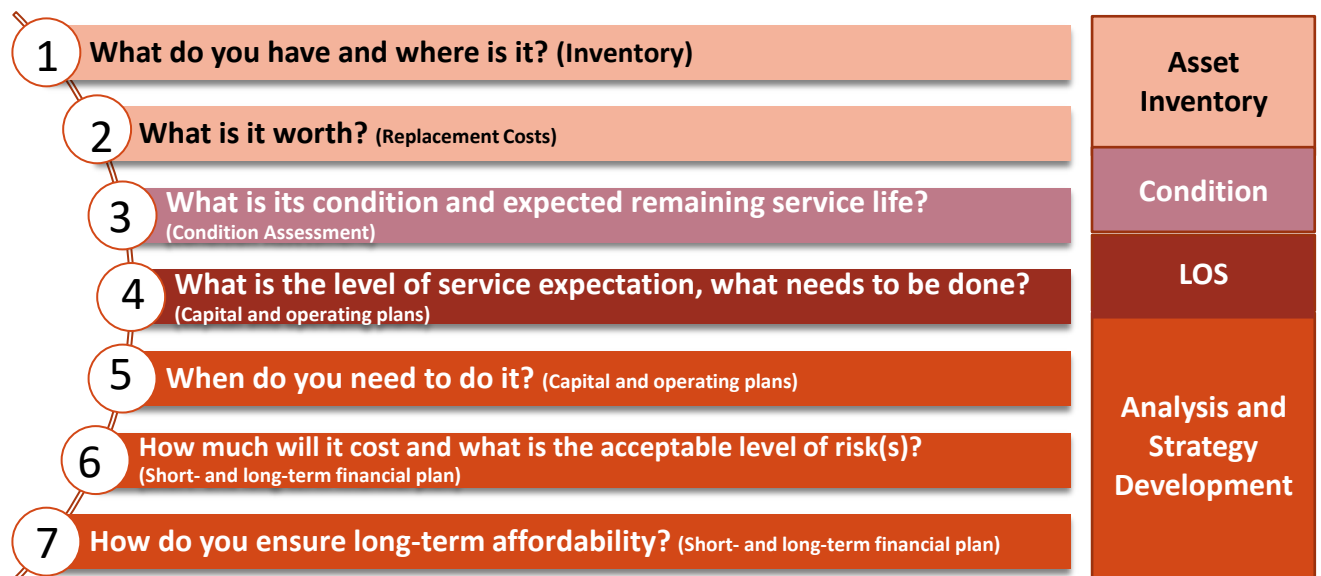 1
What do you have and where is it? (Inventory)
2
What is it worth? (Replacement Costs)
3
What is its condition and expected remaining service life?
(Condition Assessment)
4
What is the level of service expectation, what needs to be done?
(Capital and operating plans)
5
When do you need to do it? (Capital and operating plans)
6
How much will it cost and what is the acceptable level of risk(s)?
(Short- and long-term financial plan)
7
How do you ensure long-term affordability? (Short- and long-term financial plan)
Asset
Inventory
Condition
LOS
Analysis and
Strategy
Development